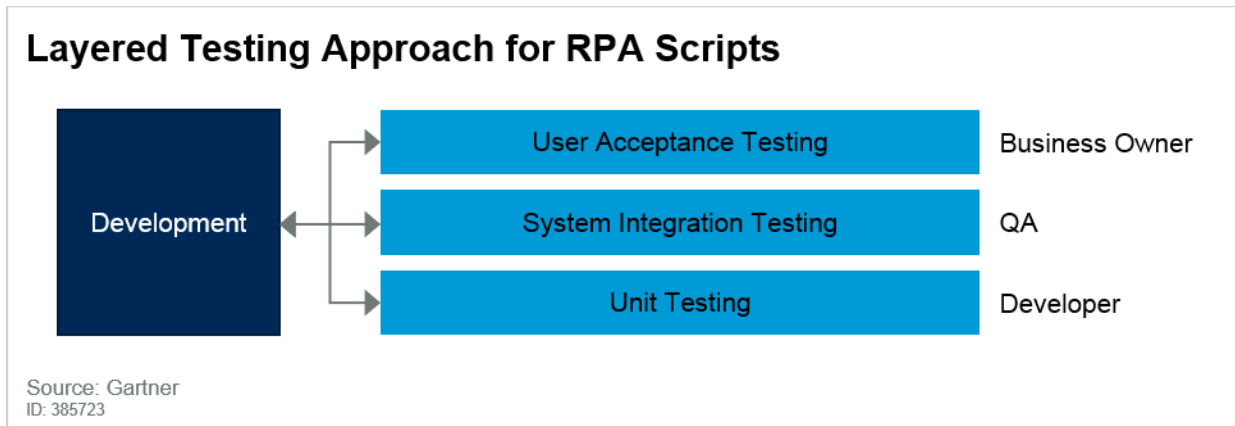 Layered Testing Approach for RPA Scripts
User Acceptance Testing
Business Owner
Development
System Integration Testing
QA
Unit Testing
Developer
Source: Gartner
ID: 385723